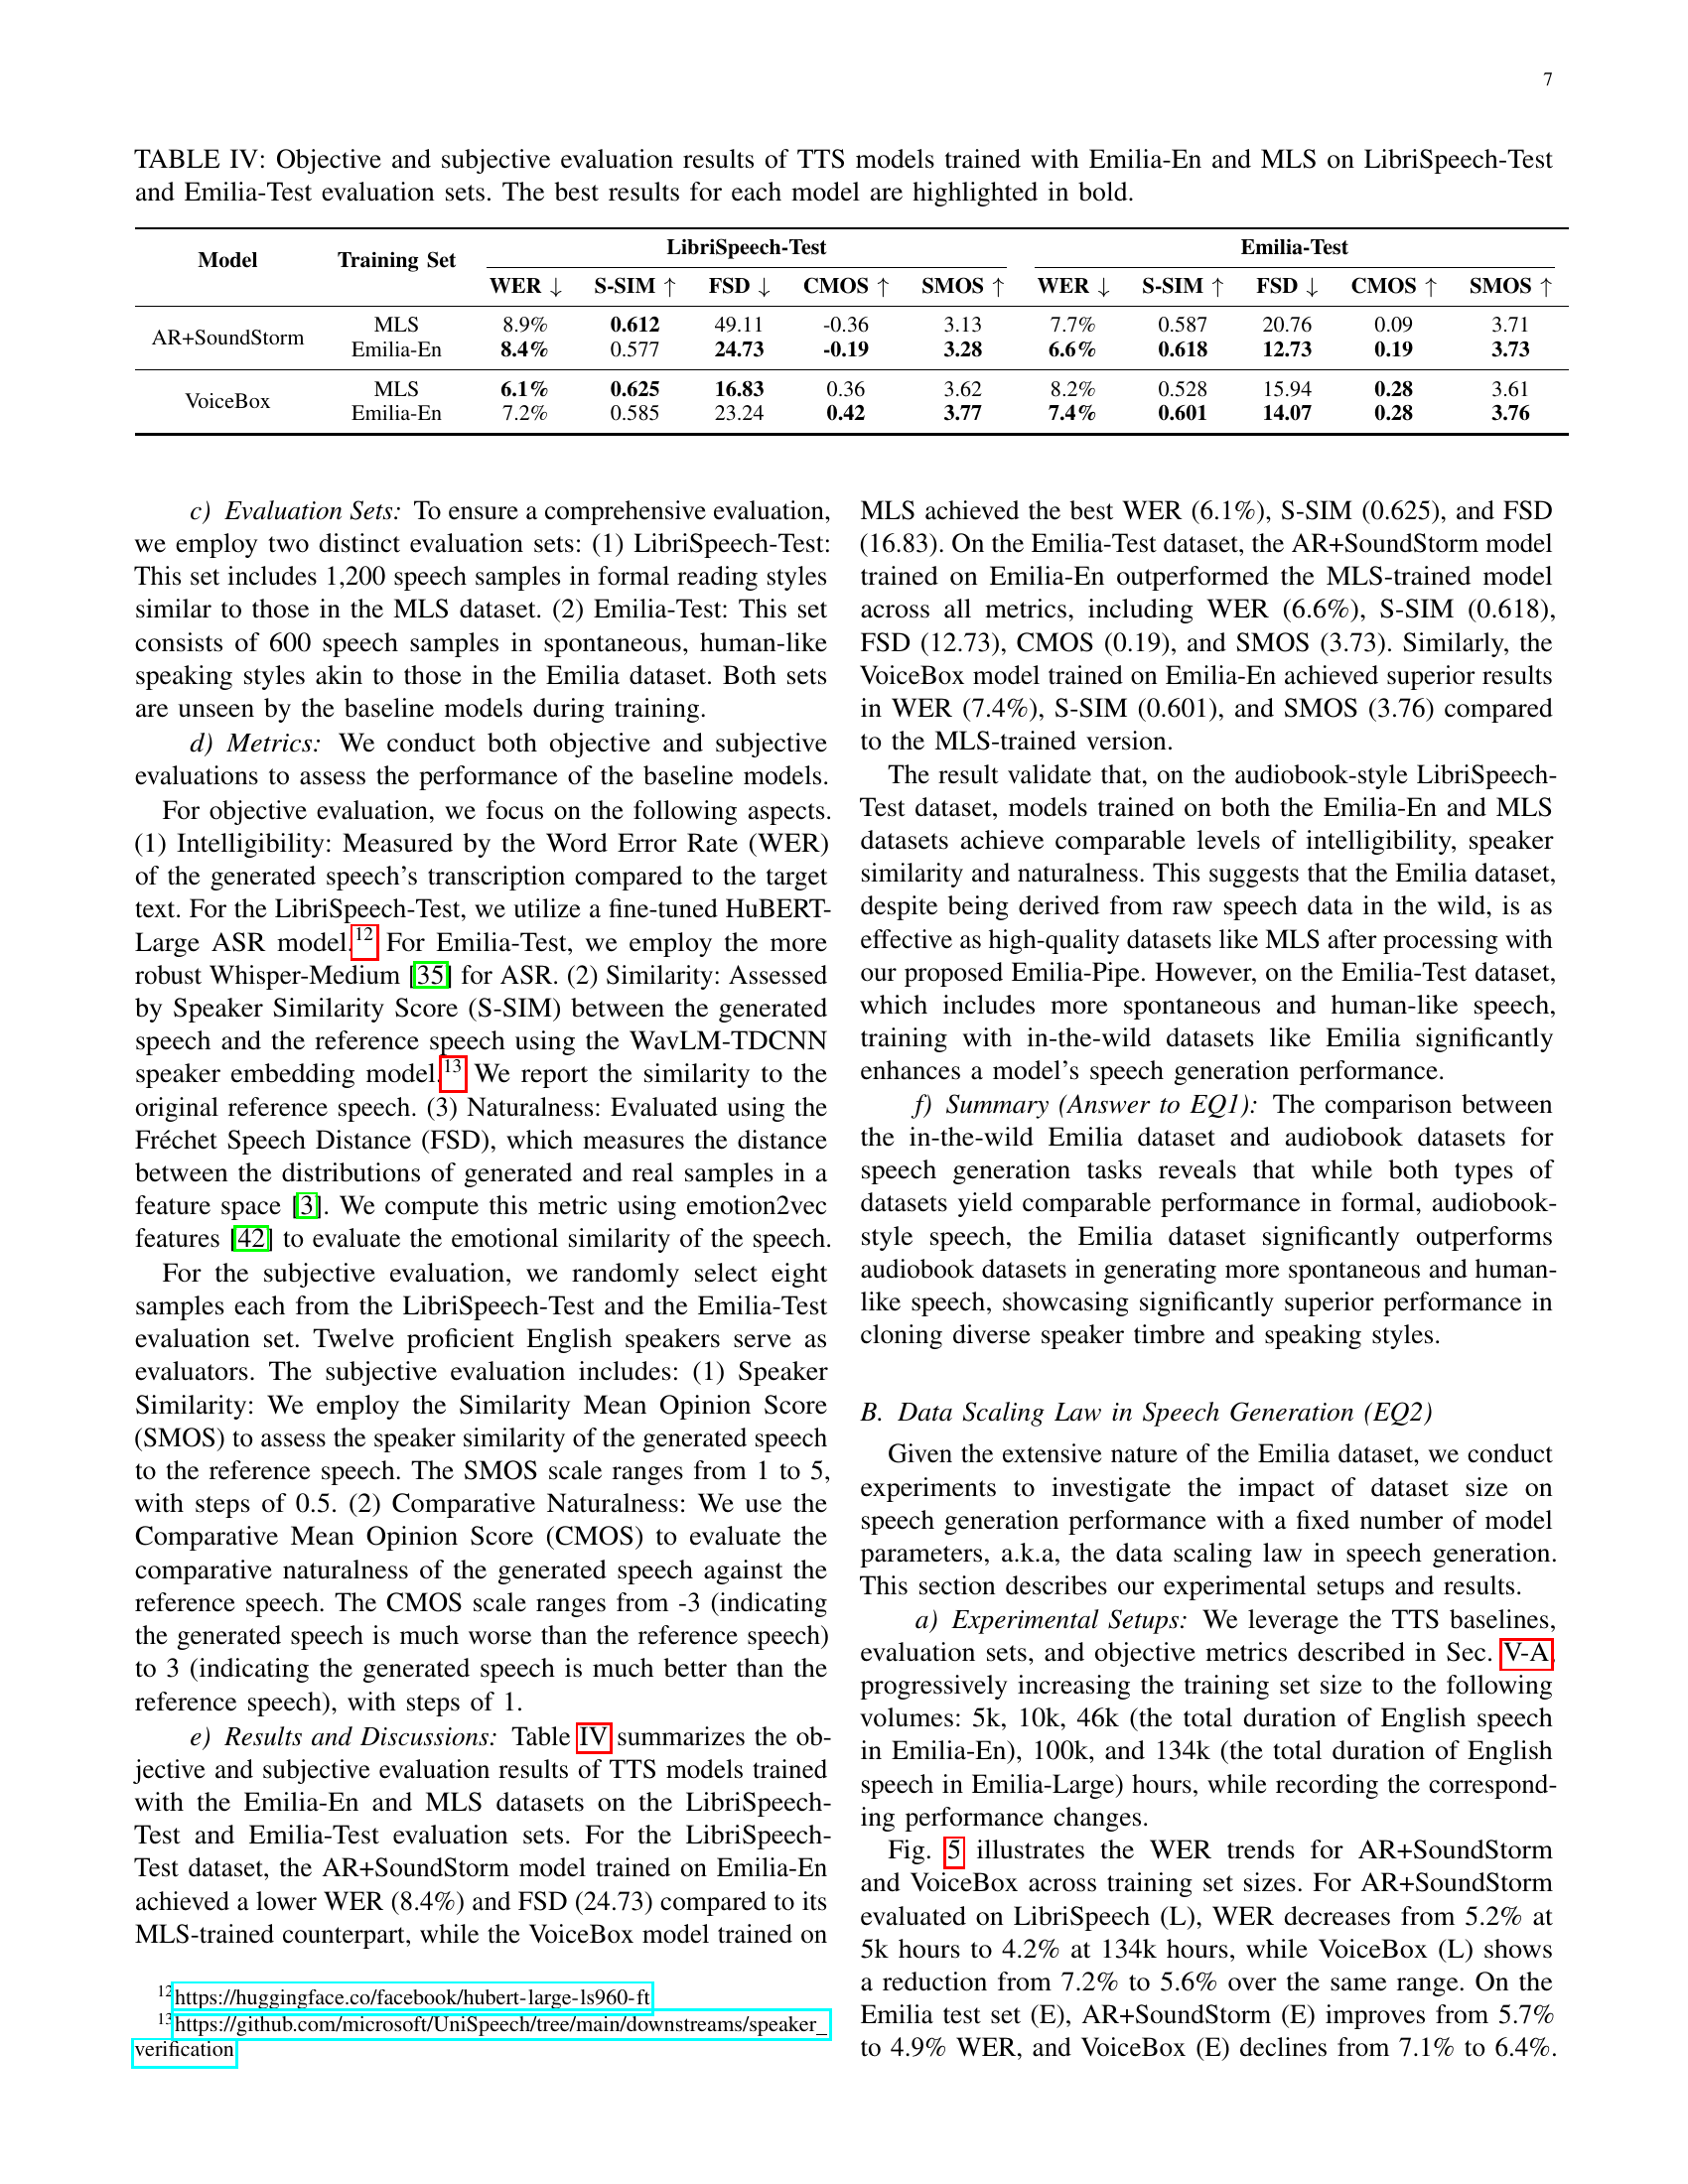 7
TABLE IV: Objective and subjective evaluation results of TTS models trained with Emilia-En and MLS on LibriSpeech-Test
and Emilia-Test evaluation sets. The best results for each model are highlighted in bold.
Model Training Set LibriSpeech-Test Emilia-Test
WER ↓ S-SIM ↑ FSD ↓ CMOS ↑ SMOS ↑ WER ↓ S-SIM ↑ FSD ↓ CMOS ↑ SMOS ↑
AR+SoundStorm MLS 8.9% 0.612 49.11 -0.36 3.13 7.7% 0.587 20.76 0.09 3.71
Emilia-En 8.4% 0.577 24.73 -0.19 3.28 6.6% 0.618 12.73 0.19 3.73
VoiceBox MLS 6.1% 0.625 16.83 0.36 3.62 8.2% 0.528 15.94 0.28 3.61
Emilia-En 7.2% 0.585 23.24 0.42 3.77 7.4% 0.601 14.07 0.28 3.76
c) Evaluation Sets: To ensure a comprehensive evaluation,
we employ two distinct evaluation sets: (1) LibriSpeech-Test:
This set includes 1,200 speech samples in formal reading styles
similar to those in the MLS dataset. (2) Emilia-Test: This set
consists of 600 speech samples in spontaneous, human-like
speaking styles akin to those in the Emilia dataset. Both sets
are unseen by the baseline models during training.
d) Metrics: We conduct both objective and subjective
evaluations to assess the performance of the baseline models.
For objective evaluation, we focus on the following aspects.
(1) Intelligibility: Measured by the Word Error Rate (WER)
of the generated speech's transcription compared to the target
text. For the LibriSpeech-Test, we utilize a fine-tuned HuBERT-
Large ASR model.12 For Emilia-Test, we employ the more
robust Whisper-Medium [35] for ASR. (2) Similarity: Assessed
by Speaker Similarity Score (S-SIM) between the generated
speech and the reference speech using the WavLM-TDCNN
speaker embedding model.13 We report the similarity to the
original reference speech. (3) Naturalness: Evaluated using the
Fréchet Speech Distance (FSD), which measures the distance
between the distributions of generated and real samples in a
feature space [3]. We compute this metric using emotion2vec
features [42] to evaluate the emotional similarity of the speech.
For the subjective evaluation, we randomly select eight
samples each from the LibriSpeech-Test and the Emilia-Test
evaluation set. Twelve proficient English speakers serve as
evaluators. The subjective evaluation includes: (1) Speaker
Similarity: We employ the Similarity Mean Opinion Score
(SMOS) to assess the speaker similarity of the generated speech
to the reference speech. The SMOS scale ranges from 1 to 5,
with steps of 0.5. (2) Comparative Naturalness: We use the
Comparative Mean Opinion Score (CMOS) to evaluate the
comparative naturalness of the generated speech against the
reference speech. The CMOS scale ranges from -3 (indicating
the generated speech is much worse than the reference speech)
to 3 (indicating the generated speech is much better than the
reference speech), with steps of 1.
e) Results and Discussions: Table IV summarizes the ob-
jective and subjective evaluation results of TTS models trained
with the Emilia-En and MLS datasets on the LibriSpeech-
Test and Emilia-Test evaluation sets. For the LibriSpeech-
Test dataset, the AR+SoundStorm model trained on Emilia-En
achieved a lower WER (8.4%) and FSD (24.73) compared to its
MLS-trained counterpart, while the VoiceBox model trained on
12https://huggingface.co/facebook/hubert-large-ls960-ft
13https://github.com/microsoft/UniSpeech/tree/main/downstreams/speaker_
verification
MLS achieved the best WER (6.1%), S-SIM (0.625), and FSD
(16.83). On the Emilia-Test dataset, the AR+SoundStorm model
trained on Emilia-En outperformed the MLS-trained model
across all metrics, including WER (6.6%), S-SIM (0.618),
FSD (12.73), CMOS (0.19), and SMOS (3.73). Similarly, the
VoiceBox model trained on Emilia-En achieved superior results
in WER (7.4%), S-SIM (0.601), and SMOS (3.76) compared
to the MLS-trained version.
The result validate that, on the audiobook-style LibriSpeech-
Test dataset, models trained on both the Emilia-En and MLS
datasets achieve comparable levels of intelligibility, speaker
similarity and naturalness. This suggests that the Emilia dataset,
despite being derived from raw speech data in the wild, is as
effective as high-quality datasets like MLS after processing with
our proposed Emilia-Pipe. However, on the Emilia-Test dataset,
which includes more spontaneous and human-like speech,
training with in-the-wild datasets like Emilia significantly
enhances a model's speech generation performance.
f) Summary (Answer to EQ1): The comparison between
the in-the-wild Emilia dataset and audiobook datasets for
speech generation tasks reveals that while both types of
datasets yield comparable performance in formal, audiobook-
style speech, the Emilia dataset significantly outperforms
audiobook datasets in generating more spontaneous and human-
like speech, showcasing significantly superior performance in
cloning diverse speaker timbre and speaking styles.
B. Data Scaling Law in Speech Generation (EQ2)
Given the extensive nature of the Emilia dataset, we conduct
experiments to investigate the impact of dataset size on
speech generation performance with a fixed number of model
parameters, a.k.a, the data scaling law in speech generation.
This section describes our experimental setups and results.
a) Experimental Setups: We leverage the TTS baselines,
evaluation sets, and objective metrics described in Sec. V-A,
progressively increasing the training set size to the following
volumes: 5k, 10k, 46k (the total duration of English speech
in Emilia-En), 100k, and 134k (the total duration of English
speech in Emilia-Large) hours, while recording the correspond-
ing performance changes.
Fig. 5 illustrates the WER trends for AR+SoundStorm
and VoiceBox across training set sizes. For AR+SoundStorm
evaluated on LibriSpeech (L), WER decreases from 5.2% at
5k hours to 4.2% at 134k hours, while VoiceBox (L) shows
a reduction from 7.2% to 5.6% over the same range. On the
Emilia test set (E), AR+SoundStorm (E) improves from 5.7%
to 4.9% WER, and VoiceBox (E) declines from 7.1% to 6.4%.